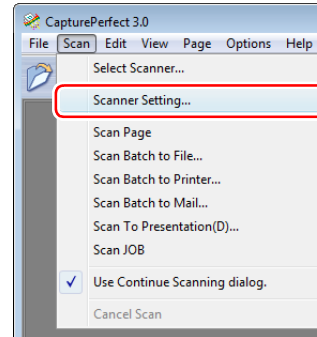 CapturePerfect 3.0
File Scan Edit View Page Options Help
Select Scanner...
Scanner Setting...
Scan Page
Scan Batch to File...
Scan Batch to Printer...
Scan Batch to Mail...
Scan To Presentation(D)...
Scan JOB
Use Continue Scanning dialog.
Cancel Scan